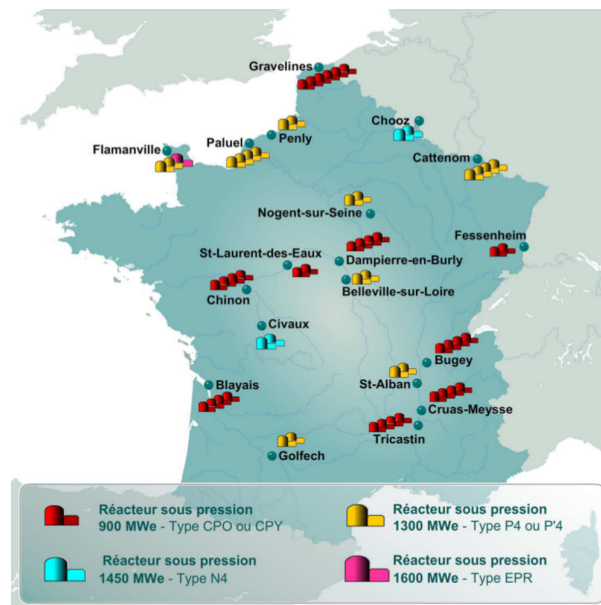 Gravelines
Chooz
Penly
Flamanville
Paluel
Cattenom
Nogent-sur-Seine
Fessenheim
St-Laurent-des-Eaux
Dampierre-en-Burly
Chinon
Belleville-sur-Loire
Civaux
Bugey
St-Alban
Blayais
Cruas-Meysse
Tricastin
Golfech
Réacteur sous pression
900 MWe - Type CPO ou CPY
Réacteur sous pression
1300 MWe - Type P4 ou P'4
Réacteur sous pression
1450 MWe - Type N4
Réacteur sous pression
1600 MWe - Type EPR